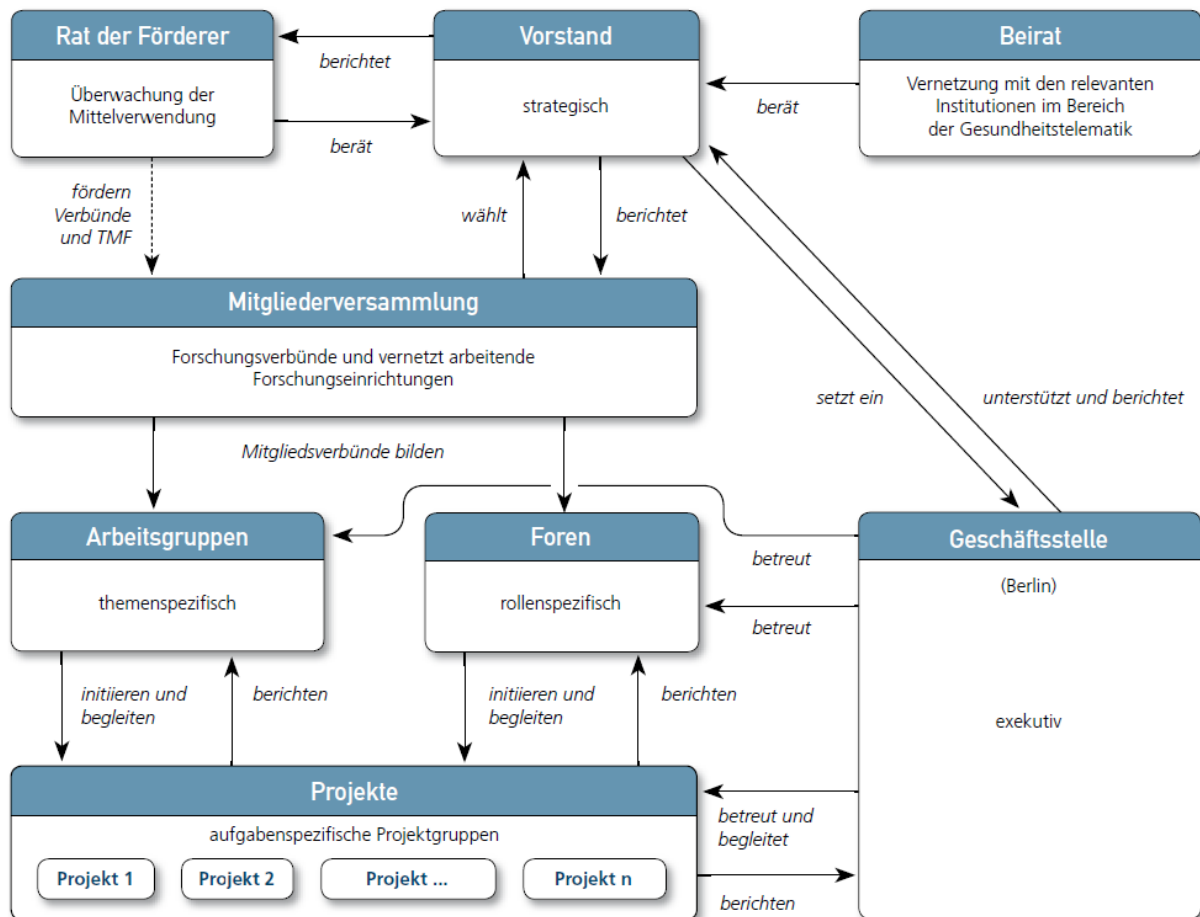 Rat der Förderer
Überwachung der
Mittelverwendung
berichtet
berät
Vorstand
strategisch
berät
Beirat
Vernetzung mit den relevanten
Institutionen im Bereich
der Gesundheitstelematik
fördern
Verbünde
und TMF
wählt
berichtet
Mitgliederversammlung
Forschungsverbünde und vernetzt arbeitende
Forschungseinrichtungen
setzt ein
unterstützt und berichtet
Mitgliedsverbünde bilden
Arbeitsgruppen
themenspezifisch
Foren
rollenspezifisch
betreut
betreut
Geschäftsstelle
(Berlin)
exekutiv
initiieren und
begleiten
berichten
initiieren und
begleiten
berichten
Projekte
aufgabenspezifische Projektgruppen
Projekt 1
Projekt 2
Projekt ...
Projekt n
betreut und
begleitet
berichten